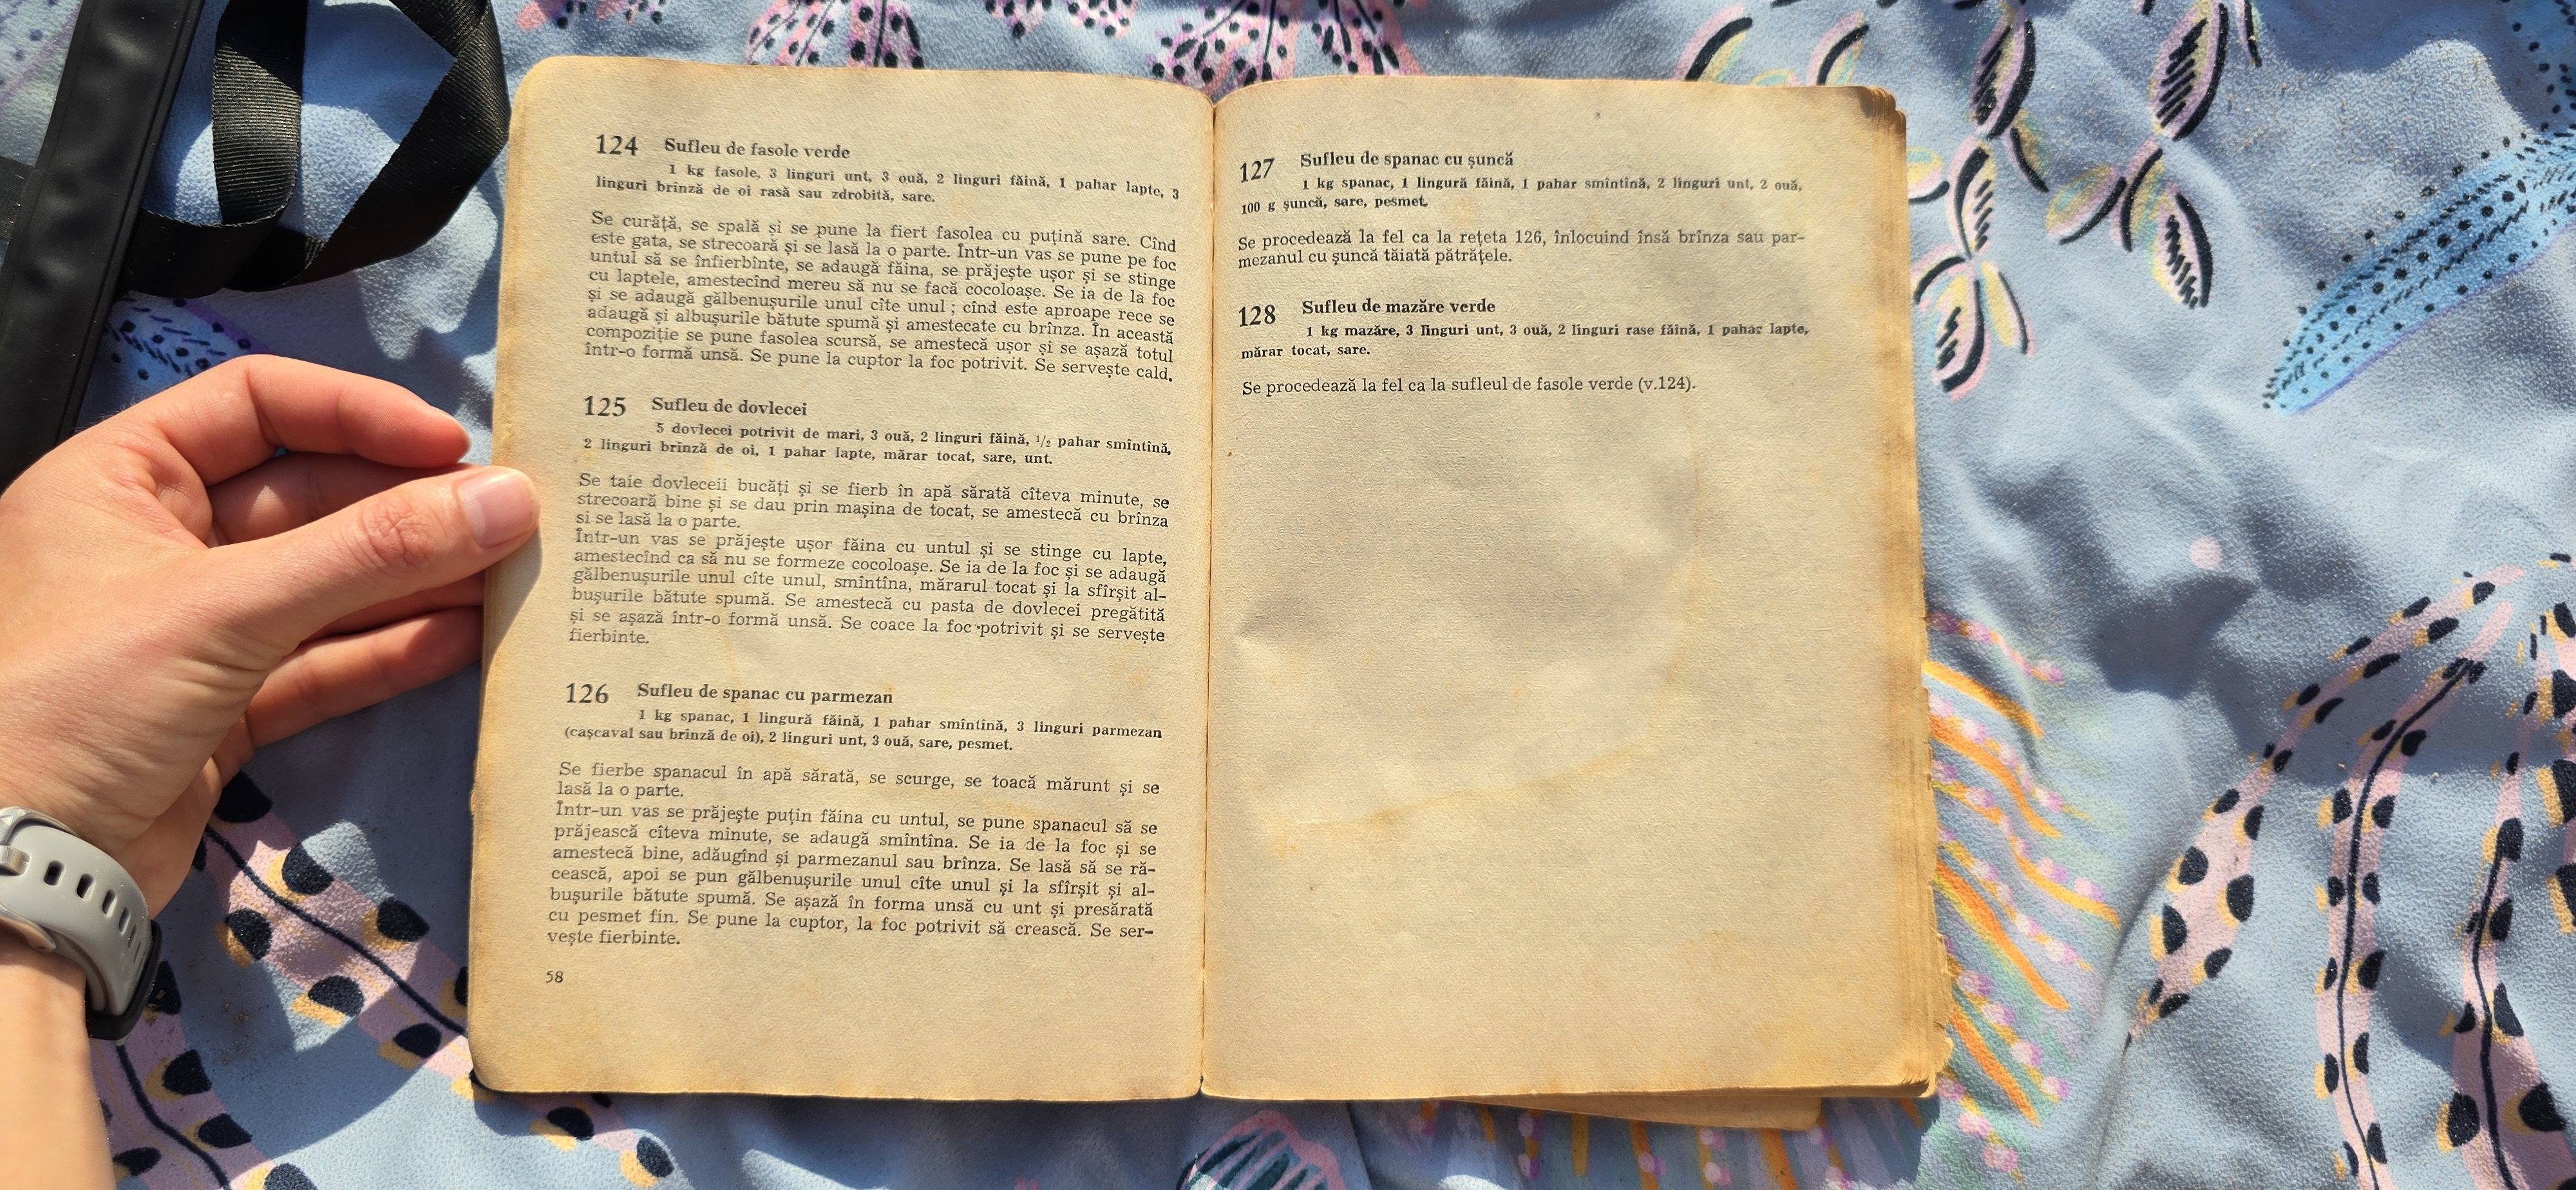 124 Sufleu de fasole verde
1 kg fasole, 3 linguri unt, 3 ouă, 2 linguri făină, 1 pahar lapte, 3
linguri brînză de oi rasă sau zdrobită, sare.
Se curăță, se spală și se pune la fiert fasolea cu puțină sare. Cînd
este gata, se strecoară și se lasă la o parte. Într-un vas se pune pe foc
untul să se înfierbînte, se adaugă făina, se prăjește ușor și se stinge
cu laptele, amestecînd mereu să nu se facă cocoloașe. Se ia de la foc
și se adaugă gălbenușurile unul cîte unul ; cînd este aproape rece se
adaugă și albușurile bătute spumă și amestecate cu brînza. În această
compoziție se pune fasolea scursă, se amestecă ușor și se așază totul
într-o formă unsă. Se pune la cuptor la foc potrivit. Se servește cald.
125 Sufleu de dovlecei
5 dovlecei potrivit de mari, 3 ouă, 2 linguri făină, 1/2 pahar smîntînă,
2 linguri brînză de oi, 1 pahar lapte, mărar tocat, sare, unt.
Se taie dovleceii bucăți și se fierb în apă sărată cîteva minute, se
strecoară bine și se dau prin mașina de tocat, se amestecă cu brînza
si se lasă la o parte.
Într-un vas se prăjește ușor făina cu untul și se stinge cu lapte,
amestecînd ca să nu se formeze cocoloașe. Se ia de la foc și se adaugă
gălbenușurile unul cîte unul, smîntîna, mărarul tocat și la sfîrșit al-
bușurile bătute spumă. Se amestecă cu pasta de dovlecei pregătită
și se așază într-o formă unsă. Se coace la foc potrivit și se servește
fierbinte.
126 Sufleu de spanac cu parmezan
1 kg spanac, 1 lingură făină, 1 pahar smîntînă, 3 linguri parmezan
(cașcaval sau brînză de oi), 2 linguri unt, 3 ouă, sare, pesmet.
Se fierbe spanacul în apă sărată, se scurge, se toacă mărunt și se
lasă la o parte.
Într-un vas se prăjește puțin făina cu untul, se pune spanacul să se
prăjească cîteva minute, se adaugă smîntîna. Se ia de la foc și se
amestecă bine, adăugînd și parmezanul sau brînza. Se lasă să se ră-
cească, apoi se pun gălbenușurile unul cîte unul și la sfîrșit și al-
bușurile bătute spumă. Se așază în forma unsă cu unt și presărată
cu pesmet fin. Se pune la cuptor, la foc potrivit să crească. Se ser-
vește fierbinte.
58
127 Sufleu de spanac cu șuncă
1 kg spanac, 1 lingură făină, 1 pahar smîntînă, 2 linguri unt, 2 ouă,
100 g șuncă, sare, pesmet.
Se procedează la fel ca la rețeta 126, înlocuind însă brînza sau par-
mezanul cu șuncă tăiată pătrățele.
128 Sufleu de mazăre verde
1 kg mazăre, 3 linguri unt, 3 ouă, 2 linguri rase făină, 1 pahar lapte,
mărar tocat, sare.
Se procedează la fel ca la sufleul de fasole verde (v.124).